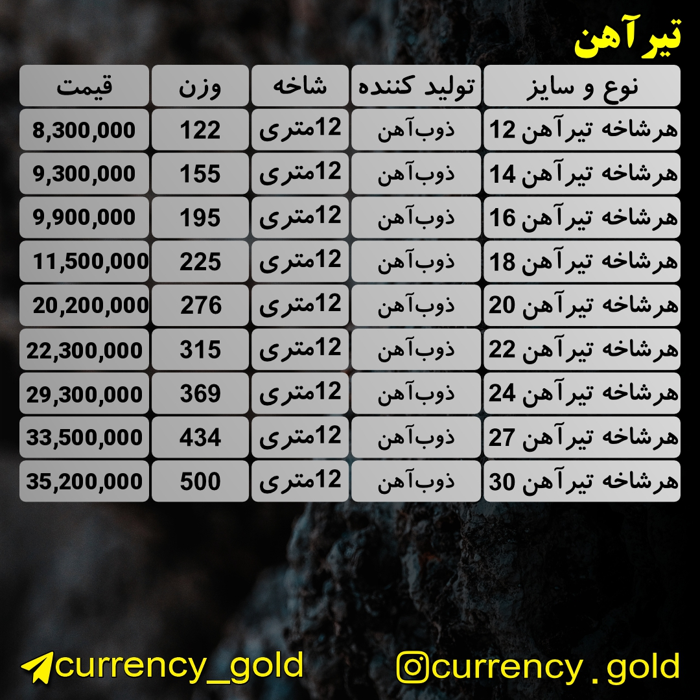 تیرآهن
نوع و سایز تولید کننده شاخه وزن قیمت
هرشاخه تیرآهن 12 ذوب‌آهن 12متری 122 8,300,000
هرشاخه تیرآهن 14 ذوب‌آهن 12متری 155 9,300,000
هرشاخه تیرآهن 16 ذوب‌آهن 12متری 195 9,900,000
هرشاخه تیرآهن 18 ذوب‌آهن 12متری 225 11,500,000
هرشاخه تیرآهن 20 ذوب‌آهن 12متری 276 20,200,000
هرشاخه تیرآهن 22 ذوب‌آهن 12متری 315 22,300,000
هرشاخه تیرآهن 24 ذوب‌آهن 12متری 369 29,300,000
هرشاخه تیرآهن 27 ذوب‌آهن 12متری 434 33,500,000
هرشاخه تیرآهن 30 ذوب‌آهن 12متری 500 35,200,000
currency_gold currency.gold